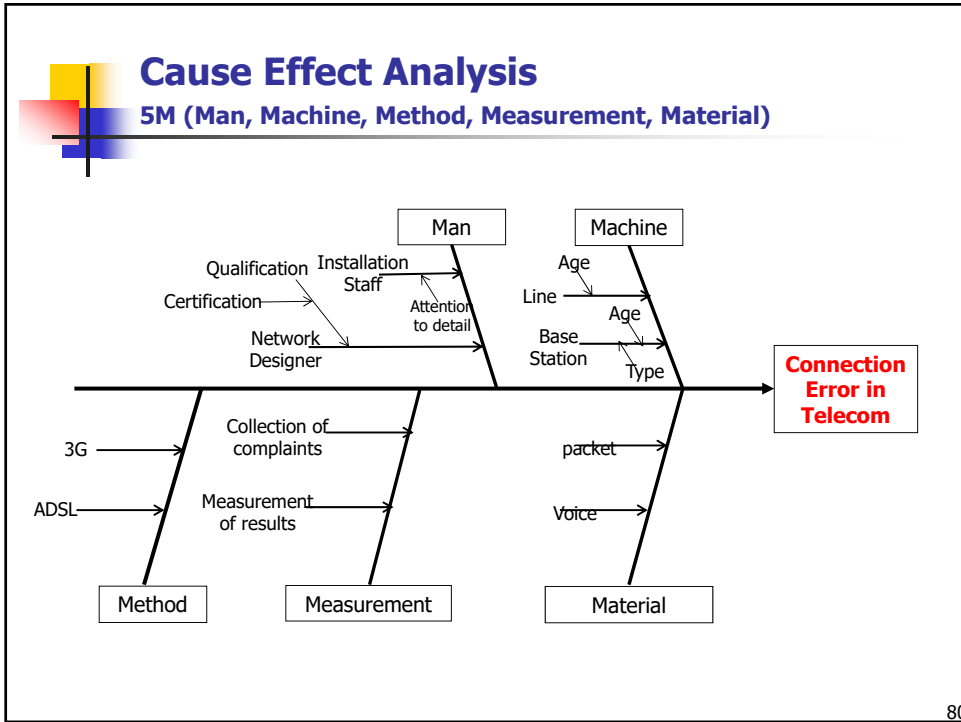 Cause Effect Analysis
5M (Man, Machine, Method, Measurement, Material)
Man
Machine
Qualification
Installation
Staff
Age
Certification
Attention
to detail
Line
Age
Network
Designer
Base
Station
Type
Connection
Error in
Telecom
3G
Collection of
complaints
packet
ADSL
Measurement
of results
Voice
Method
Measurement
Material
80